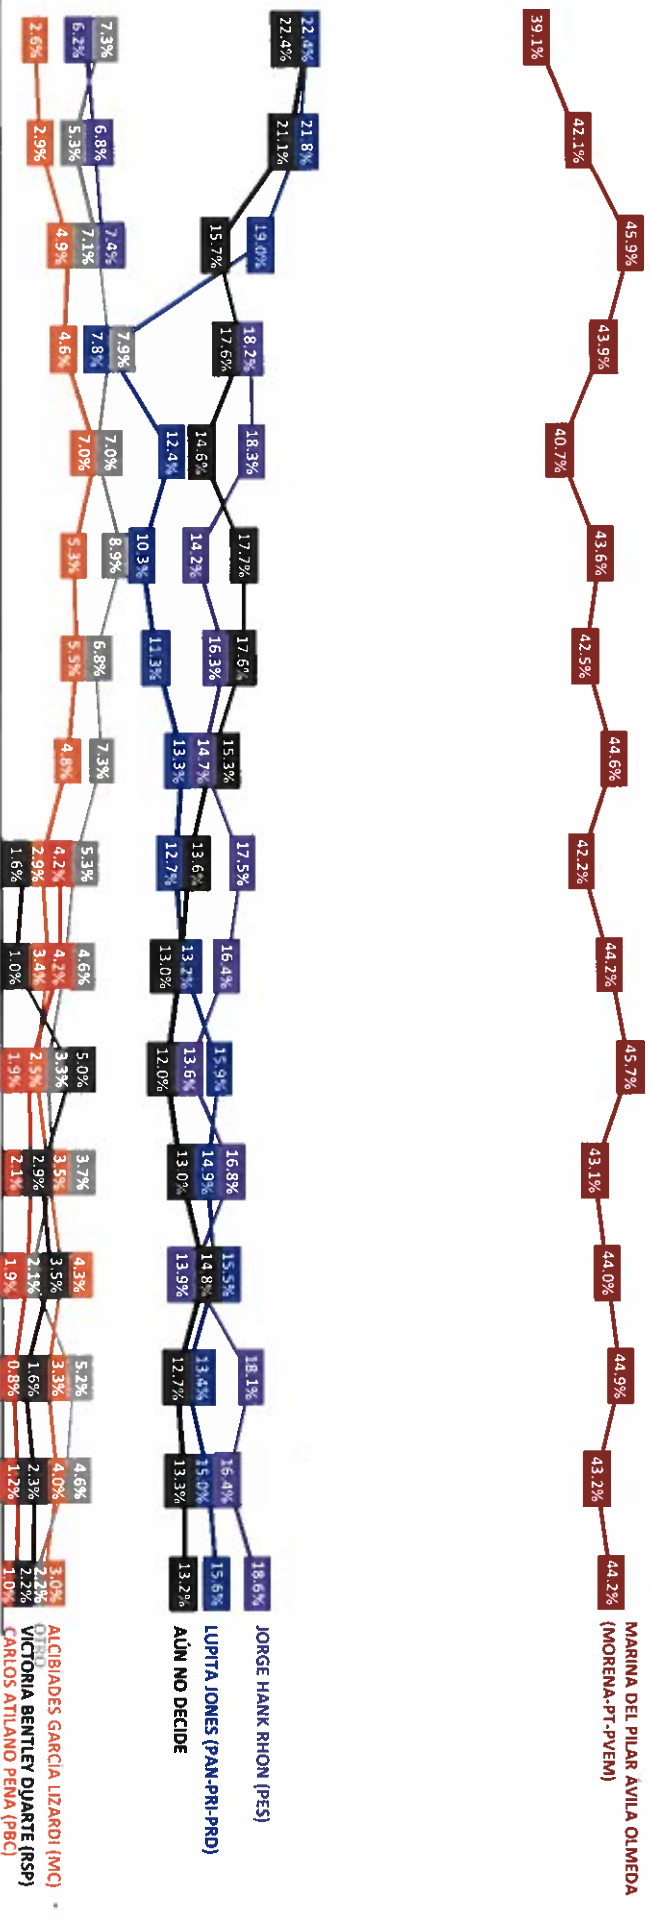 39.1% 42.1% 45.9% 43.9% 40.7% 43.6% 42.5% 44.6% 42.2% 44.2% 45.7% 43.1% 44.0% 44.9% 43.2% 44.2%
MARINA DEL PILAR ÁVILA OLMEDA
(MORENA-PT-PVEM)
6.2% 6.8% 7.4% 18.2% 18.3% 14.2% 16.3% 14.7% 17.5% 16.4% 13.6% 16.8% 13.9% 18.1% 16.4% 18.6%
JORGE HANK RHON (PES)
22.4% 21.8% 19.0% 7.8% 12.4% 10.3% 11.3% 13.3% 12.7% 13.2% 15.9% 14.9% 15.5% 13.4% 15.0% 15.6%
LUPITA JONES (PAN-PRI-PRD)
22.4% 21.1% 15.7% 17.6% 14.6% 17.7% 17.6% 15.3% 13.6% 13.0% 12.0% 13.0% 14.8% 12.7% 13.3% 13.2%
AÚN NO DECIDE
2.6% 2.9% 4.9% 4.6% 7.0% 5.3% 5.5% 4.8% 2.9% 3.4% 2.5% 3.5% 4.3% 3.3% 4.0% 3.0%
ALCIBIADES GARCÍA LIZARDI (MC)
7.3% 5.3% 7.1% 7.9% 7.0% 8.9% 6.8% 7.3% 5.3% 4.6% 3.3% 3.7% 2.1% 5.2% 4.6% 2.2%
OTRO
1.6% 1.0% 5.0% 2.9% 3.5% 1.6% 2.3% 2.2%
VICTORIA BENTLEY DUARTE (RSP)
4.2% 4.2% 1.9% 2.1% 1.9% 0.8% 1.2% 1.0%
CARLOS ATILANO PENA (PBC)